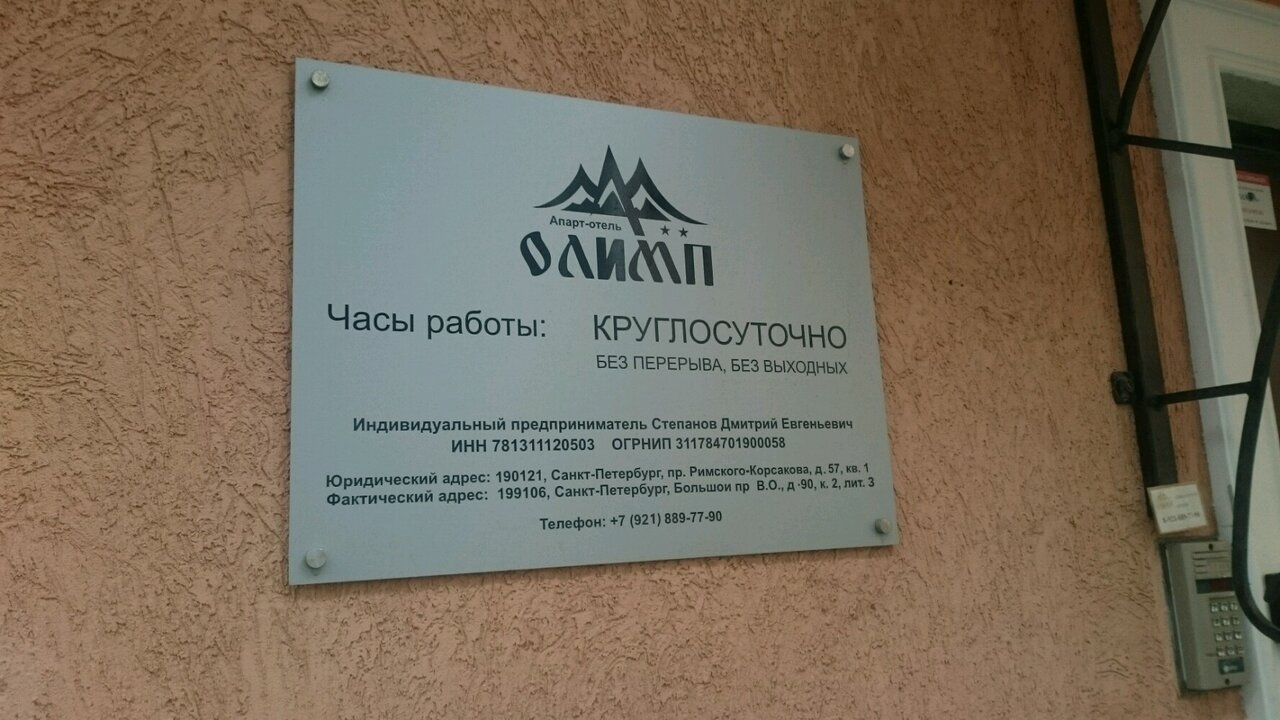 Апарт-отель
ОЛИМП
Часы работы: КРУГЛОСУТОЧНО
БЕЗ ПЕРЕРЫВА, БЕЗ ВЫХОДНЫХ
Индивидуальный предприниматель Степанов Дмитрий Евгеньевич
ИНН 781311120503 ОГРНИП 311784701900058
Юридический адрес: 190121, Санкт-Петербург, пр. Римского-Корсакова, д. 57, кв. 1
Фактический адрес: 199106, Санкт-Петербург, Большои пр В.О., д·90, к. 2, лит. 3
Телефон: +7 (921) 889-77-90